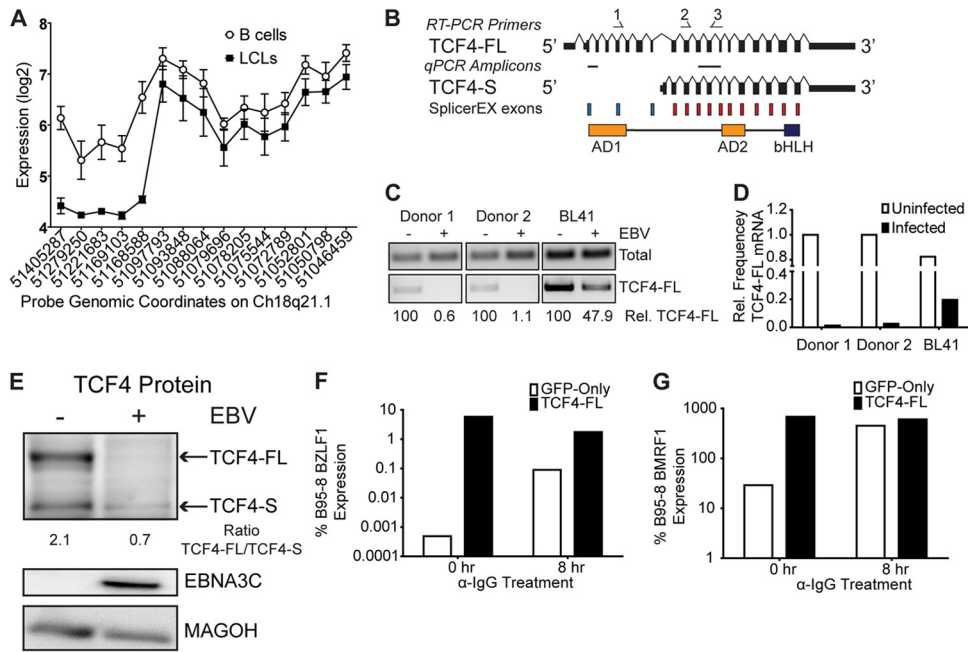 A
8
7
6
5
4
Expression (log2)
B cells
LCLs
51405287
51279250
51221683
51169103
51168588
51097793
51093848
51088064
51079696
51078205
51075544
51072789
51052801
51050798
51046459
Probe Genomic Coordinates on Ch18q21.1
B
RT-PCR Primers
1
2
3
TCF4-FL 5' 3'
qPCR Amplicons
TCF4-S 5' 3'
SplicerEX exons
AD1 AD2 bHLH
C
Donor 1 Donor 2 BL41
- + - + - + EBV
Total
TCF4-FL
100 0.6 100 1.1 100 47.9 Rel. TCF4-FL
D
Uninfected
Infected
Rel. Frequencey
TCF4-FL mRNA
1.2
1.0
0.8
0.6
0.4
0.2
0.0
Donor 1 Donor 2 BL41
E
TCF4 Protein
- + EBV
TCF4-FL
TCF4-S
2.1 0.7 Ratio
TCF4-FL/TCF4-S
EBNA3C
MAGOH
F
GFP-Only
TCF4-FL
% B95-8 BZLF1
Expression
10
1
0.1
0.01
0.001
0.0001
0 hr 8 hr
α-IgG Treatment
G
GFP-Only
TCF4-FL
% B95-8 BMRF1
Expression
1000
100
10
1
0 hr 8 hr
α-IgG Treatment